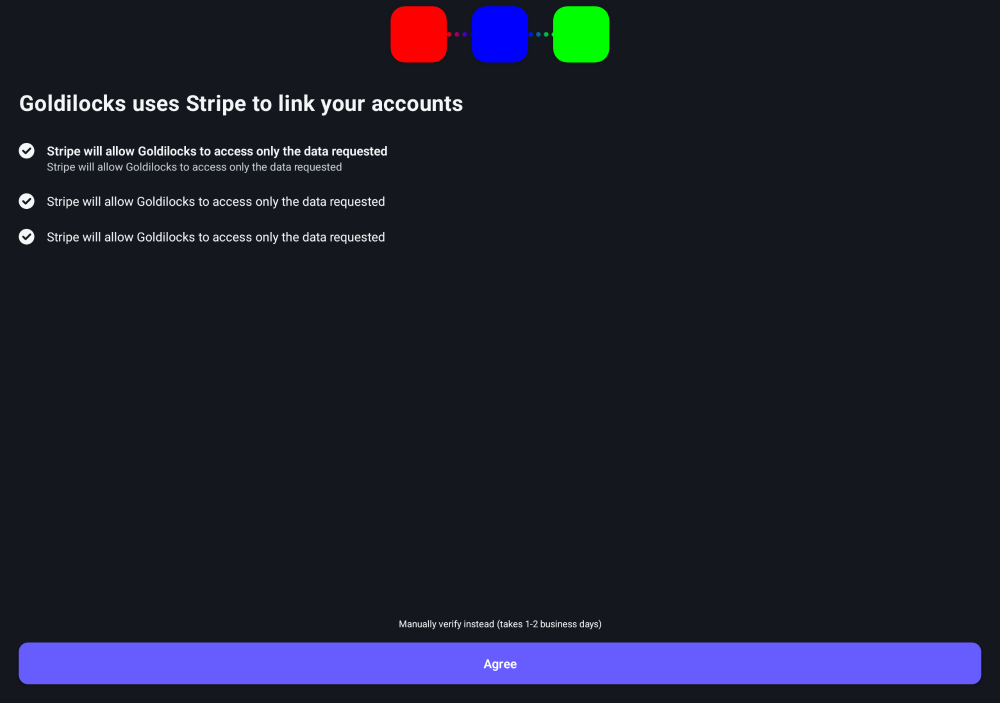 Goldilocks uses Stripe to link your accounts
Stripe will allow Goldilocks to access only the data requested
Stripe will allow Goldilocks to access only the data requested
Stripe will allow Goldilocks to access only the data requested
Stripe will allow Goldilocks to access only the data requested
Manually verify instead (takes 1-2 business days)
Agree